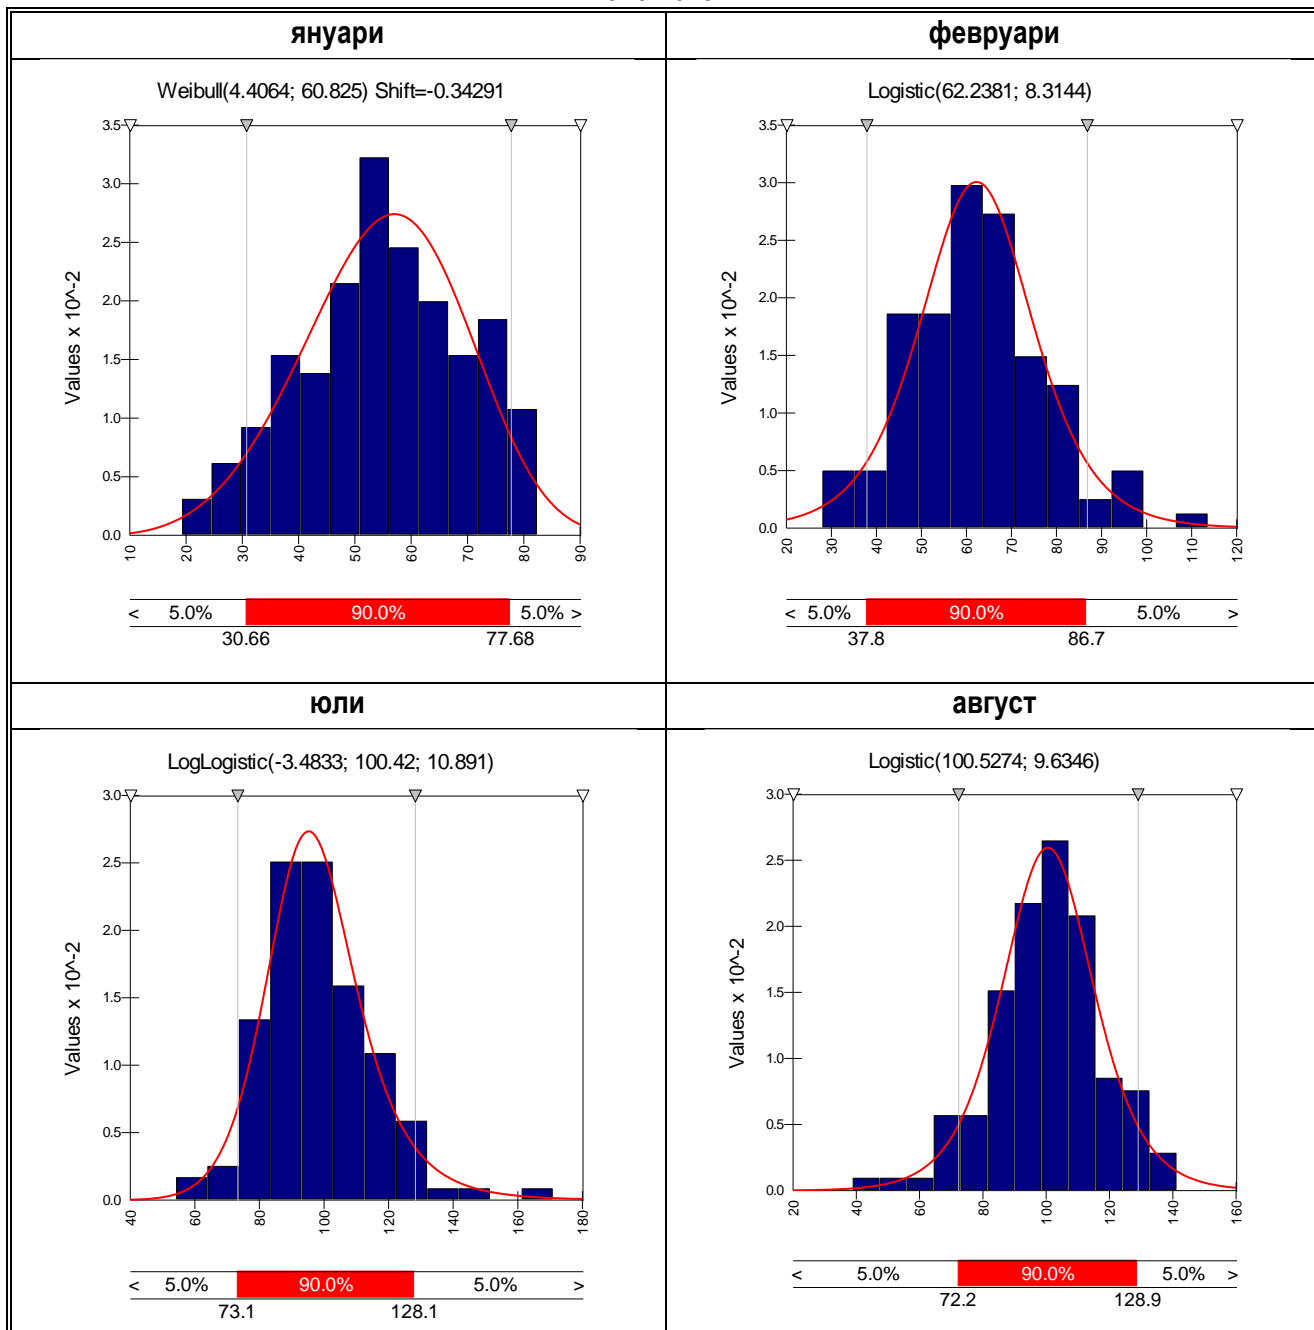 януари
февруари
Weibull(4.4064; 60.825) Shift=-0.34291
3.5
3.0
2.5
2.0
1.5
1.0
0.5
0.0
Values x 10^-2
10 20 30 40 50 60 70 80 90
< 5.0% 90.0% 5.0% >
30.66 77.68
Logistic(62.2381; 8.3144)
3.5
3.0
2.5
2.0
1.5
1.0
0.5
0.0
Values x 10^-2
20 30 40 50 60 70 80 90 100 110 120
< 5.0% 90.0% 5.0% >
37.8 86.7
юли
август
LogLogistic(-3.4833; 100.42; 10.891)
3.0
2.5
2.0
1.5
1.0
0.5
0.0
Values x 10^-2
40 60 80 100 120 140 160 180
< 5.0% 90.0% 5.0% >
73.1 128.1
Logistic(100.5274; 9.6346)
3.0
2.5
2.0
1.5
1.0
0.5
0.0
Values x 10^-2
20 40 60 80 100 120 140 160
< 5.0% 90.0% 5.0% >
72.2 128.9